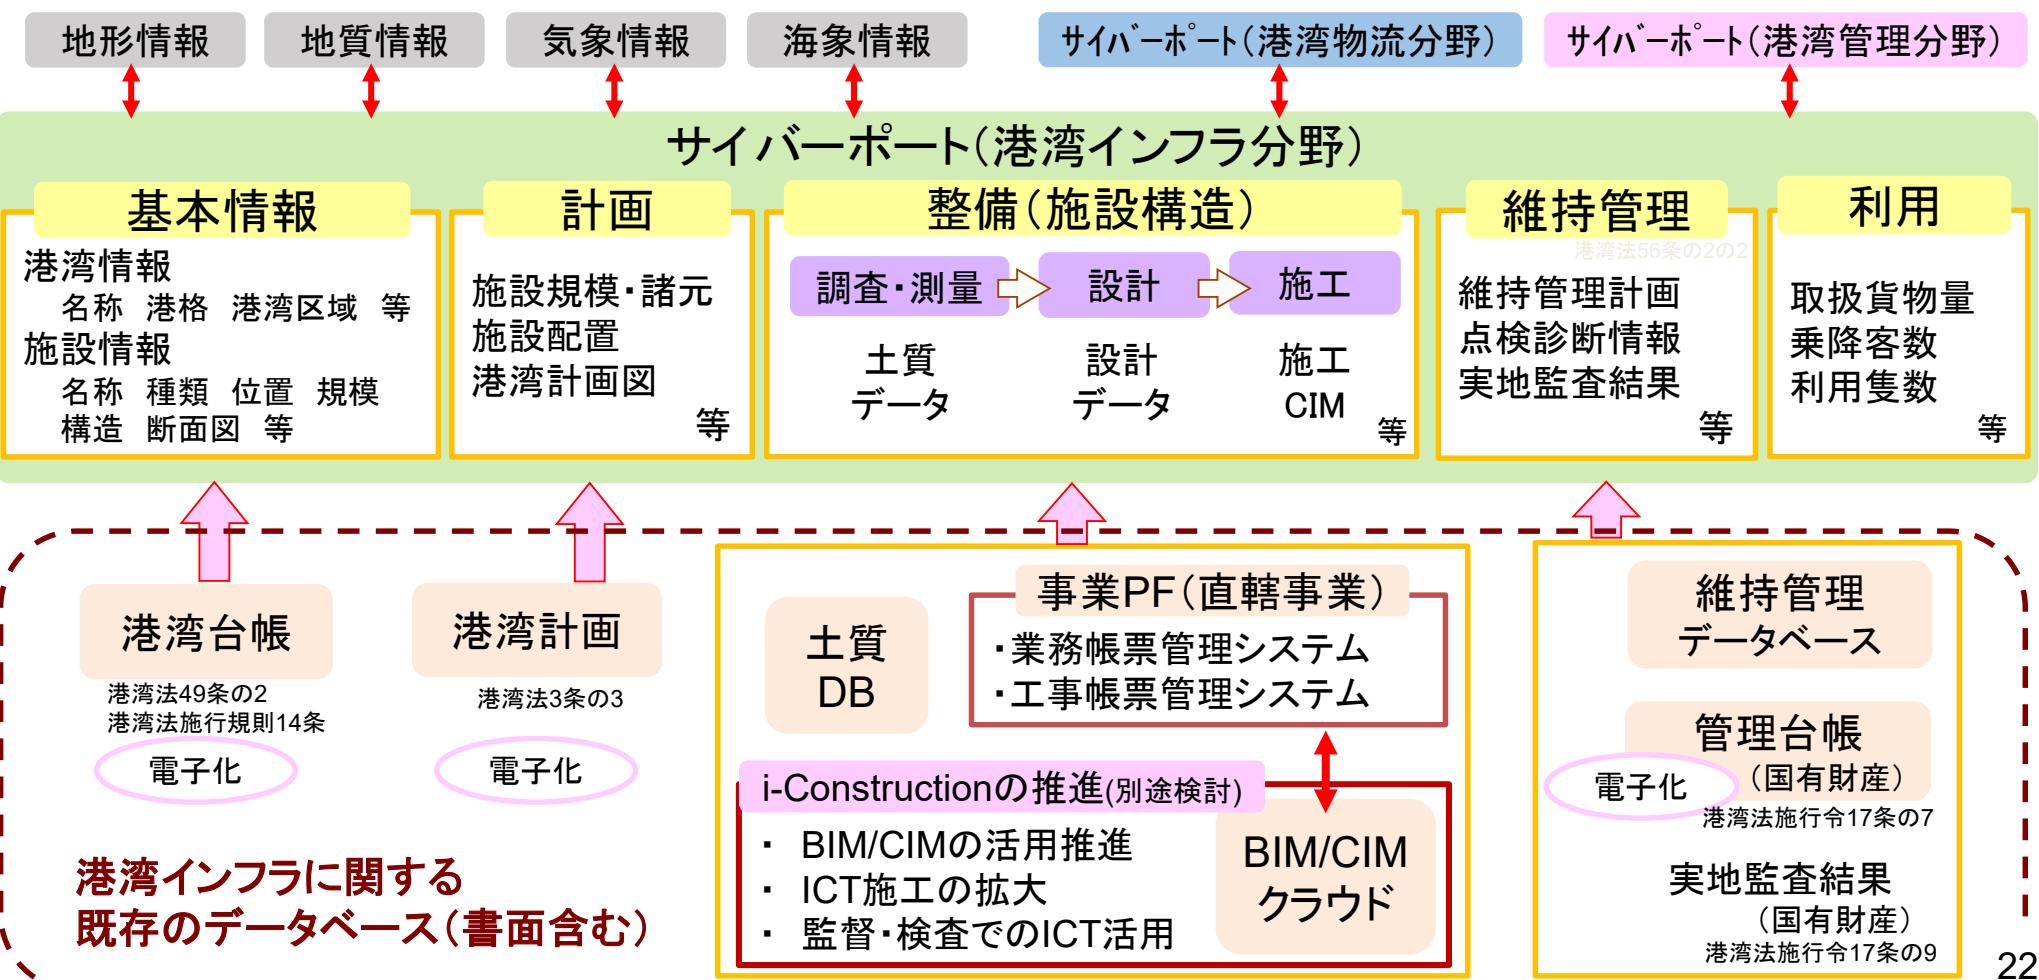 地形情報
地質情報
気象情報
海象情報
サイバーポート(港湾物流分野)
サイバーポート(港湾管理分野)
サイバーポート(港湾インフラ分野)
基本情報
港湾情報
名称 港格 港湾区域 等
施設情報
名称 種類 位置 規模
構造 断面図 等
計画
施設規模・諸元
施設配置
港湾計画図
等
整備(施設構造)
調査・測量
設計
施工
土質
データ
設計
データ
施工
CIM
等
維持管理
港湾法56条の2の2
維持管理計画
点検診断情報
実地監査結果
等
利用
取扱貨物量
乗降客数
利用隻数
等
港湾台帳
港湾法49条の2
港湾法施行規則14条
電子化
港湾計画
港湾法3条の3
電子化
土質
DB
事業PF(直轄事業)
・業務帳票管理システム
・工事帳票管理システム
i-Constructionの推進(別途検討)
・ BIM/CIMの活用推進
・ ICT施工の拡大
・ 監督・検査でのICT活用
BIM/CIM
クラウド
維持管理
データベース
管理台帳
(国有財産)
電子化
港湾法施行令17条の7
実地監査結果
(国有財産)
港湾法施行令17条の9
港湾インフラに関する
既存のデータベース(書面含む)
22